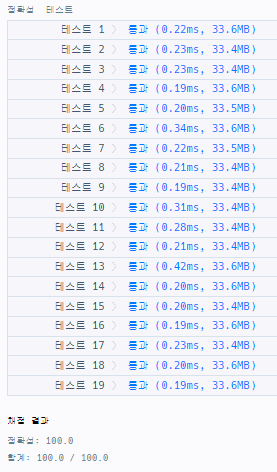 정확성 테스트
테스트 1 > 통과 (0.22ms, 33.6MB)
테스트 2 > 통과 (0.23ms, 33.6MB)
테스트 3 > 통과 (0.23ms, 33.4MB)
테스트 4 > 통과 (0.19ms, 33.6MB)
테스트 5 > 통과 (0.20ms, 33.5MB)
테스트 6 > 통과 (0.34ms, 33.6MB)
테스트 7 > 통과 (0.22ms, 33.5MB)
테스트 8 > 통과 (0.21ms, 33.4MB)
테스트 9 > 통과 (0.19ms, 33.4MB)
테스트 10 > 통과 (0.31ms, 33.4MB)
테스트 11 > 통과 (0.28ms, 33.4MB)
테스트 12 > 통과 (0.21ms, 33.4MB)
테스트 13 > 통과 (0.42ms, 33.6MB)
테스트 14 > 통과 (0.20ms, 33.6MB)
테스트 15 > 통과 (0.20ms, 33.4MB)
테스트 16 > 통과 (0.19ms, 33.6MB)
테스트 17 > 통과 (0.23ms, 33.4MB)
테스트 18 > 통과 (0.20ms, 33.6MB)
테스트 19 > 통과 (0.19ms, 33.6MB)
채점 결과
정확성: 100.0
합계: 100.0 / 100.0